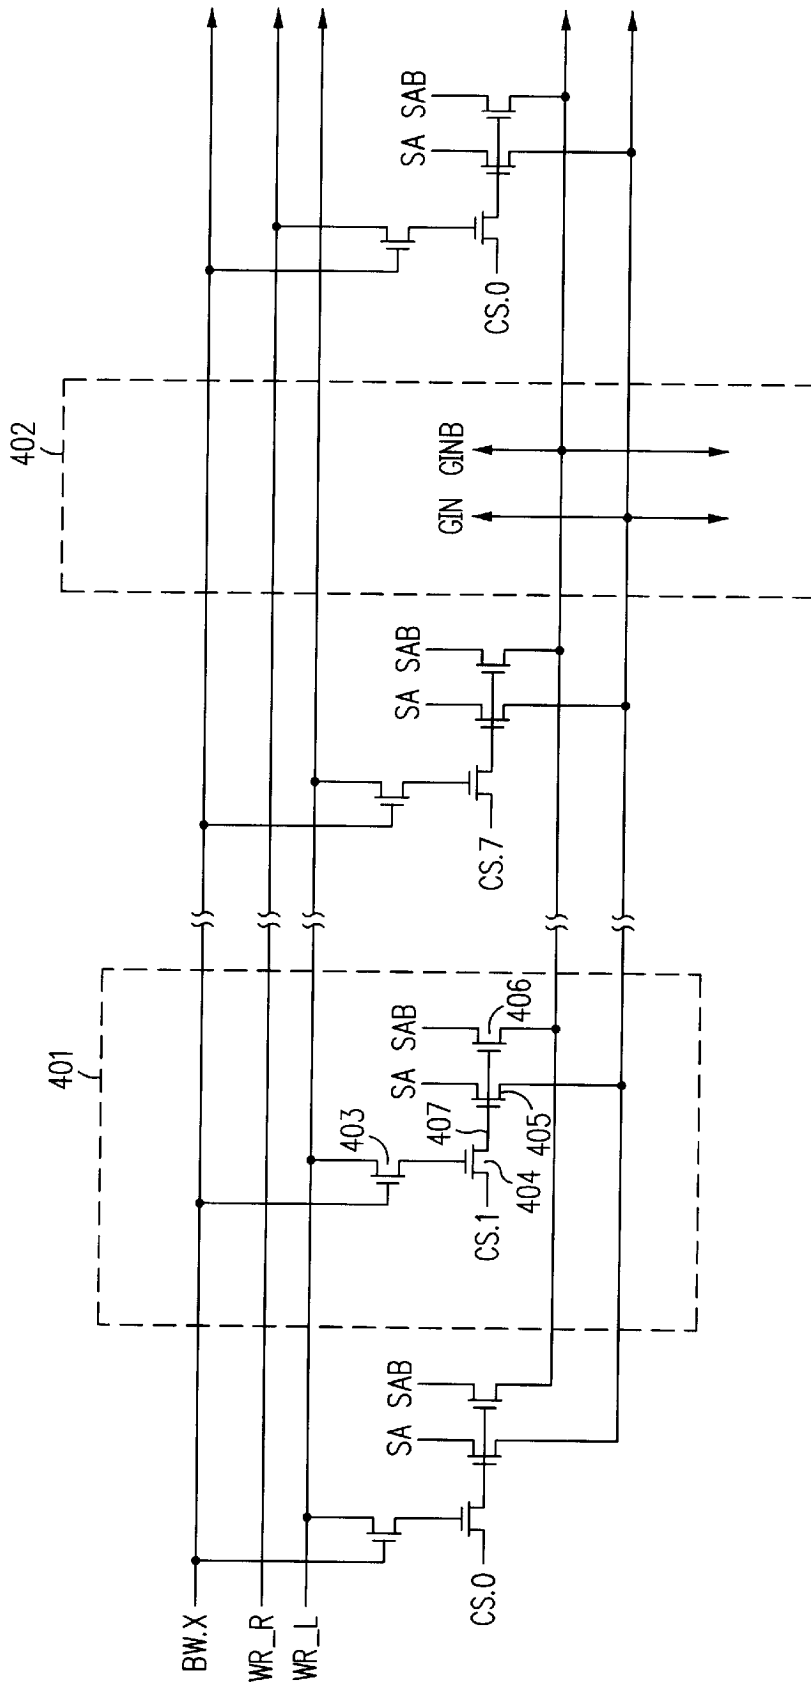 BW.X
WR_R
WR_L
CS.0
SA SAB
401
403
CS.1
404
407
SA SAB
405
406
CS.7
SA SAB
402
GIN GINB
CS.0
SA SAB